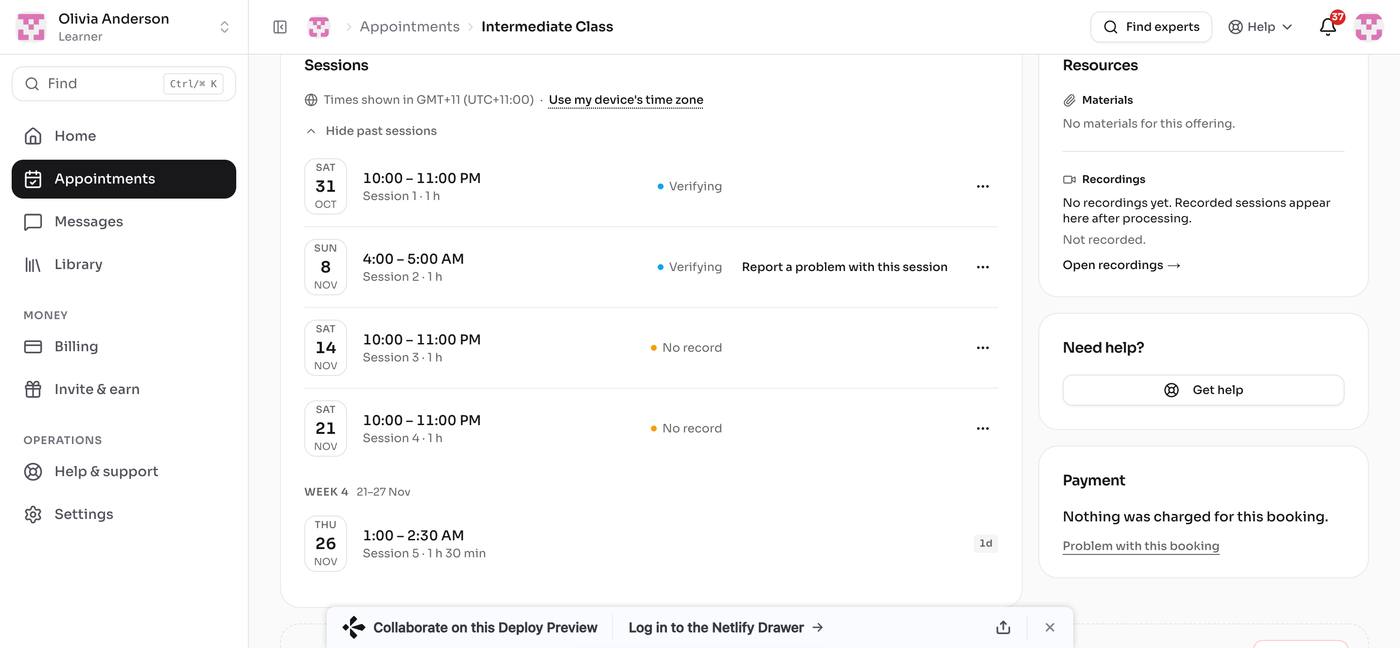 Olivia Anderson
Learner
Appointments
Intermediate Class
Find experts
Help
37
Find
Ctrl/⌘ K
Home
Appointments
Messages
Library
MONEY
Billing
Invite & earn
OPERATIONS
Help & support
Settings
Sessions
Times shown in GMT+11 (UTC+11:00) · Use my device's time zone
Hide past sessions
SAT
31
OCT
10:00 – 11:00 PM
Session 1 · 1 h
Verifying
SUN
8
NOV
4:00 – 5:00 AM
Session 2 · 1 h
Verifying
Report a problem with this session
SAT
14
NOV
10:00 – 11:00 PM
Session 3 · 1 h
No record
SAT
21
NOV
10:00 – 11:00 PM
Session 4 · 1 h
No record
WEEK 4 21–27 Nov
THU
26
NOV
1:00 – 2:30 AM
Session 5 · 1 h 30 min
1d
Resources
Materials
No materials for this offering.
Recordings
No recordings yet. Recorded sessions appear
here after processing.
Not recorded.
Open recordings →
Need help?
Get help
Payment
Nothing was charged for this booking.
Problem with this booking
Collaborate on this Deploy Preview
Log in to the Netlify Drawer →